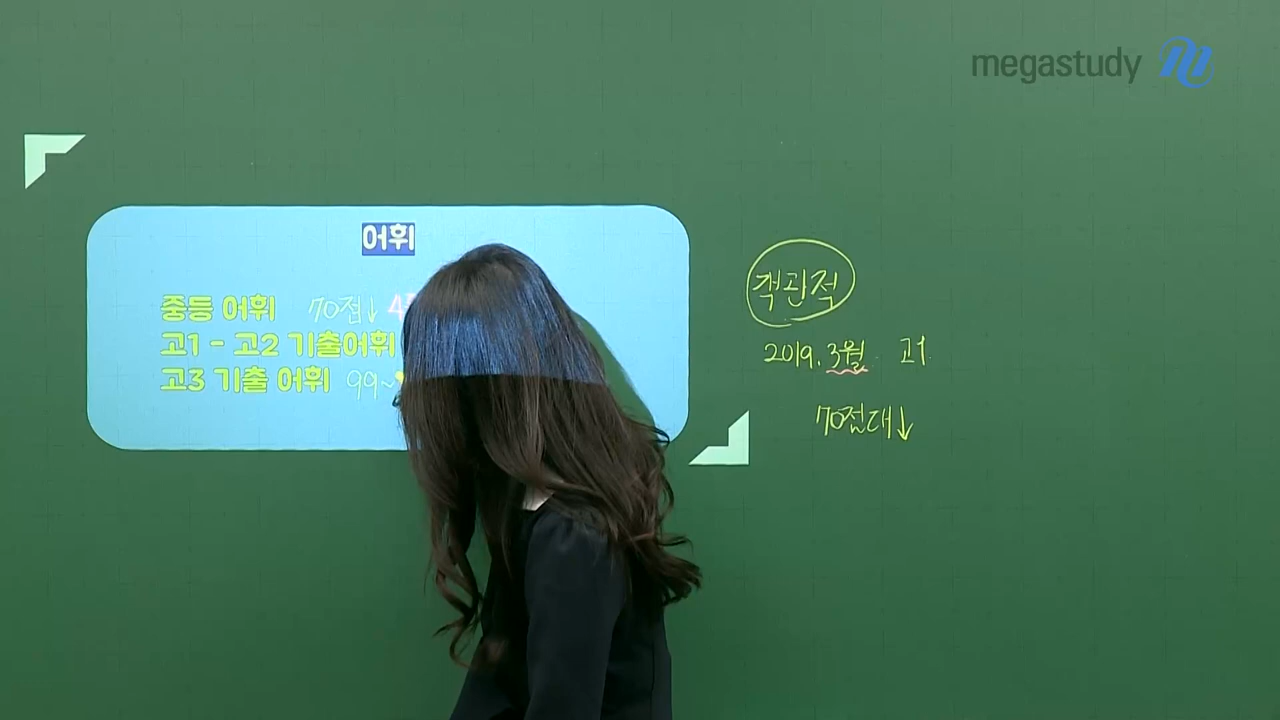 megastudy
어휘
중등 어휘 70점↓
고1 - 고2 기출어휘
고3 기출 어휘 99~
객관적
2019. 3월 고1
70점대↓